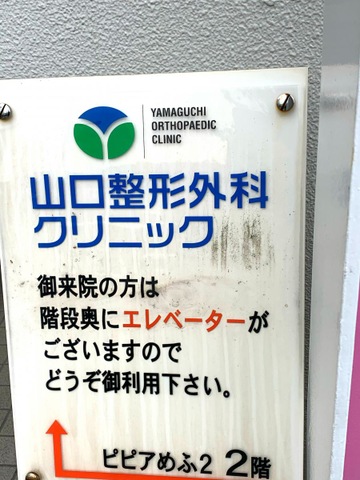 YAMAGUCHI
ORTHOPAEDIC
CLINIC
山口整形外科
クリニック
御来院の方は
階段奥にエレベーターが
ございますので
どうぞ御利用下さい。
ピピアめふ2 2階